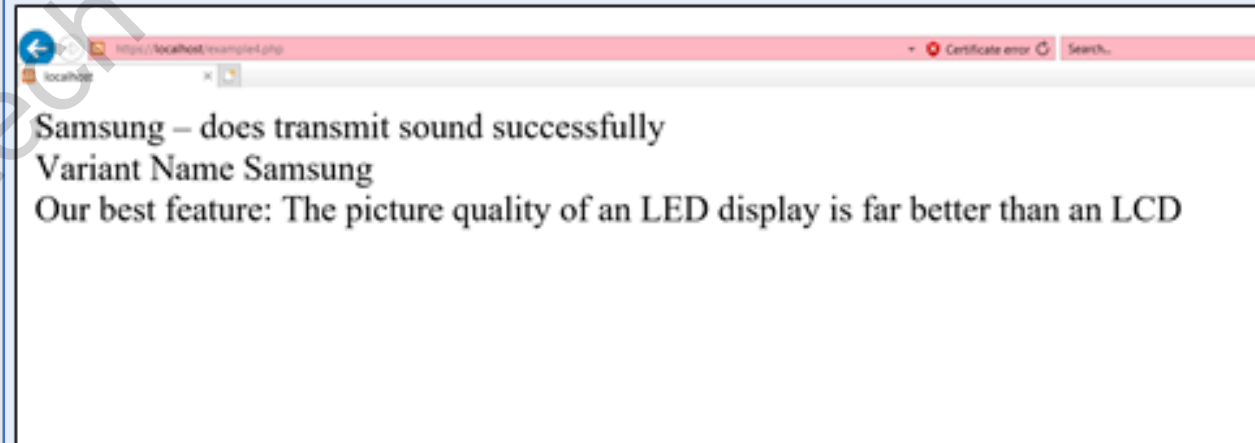 https://localhost/example4.php
Certificate error
Search...
localhost
Samsung – does transmit sound successfully
Variant Name Samsung
Our best feature: The picture quality of an LED display is far better than an LCD
tech